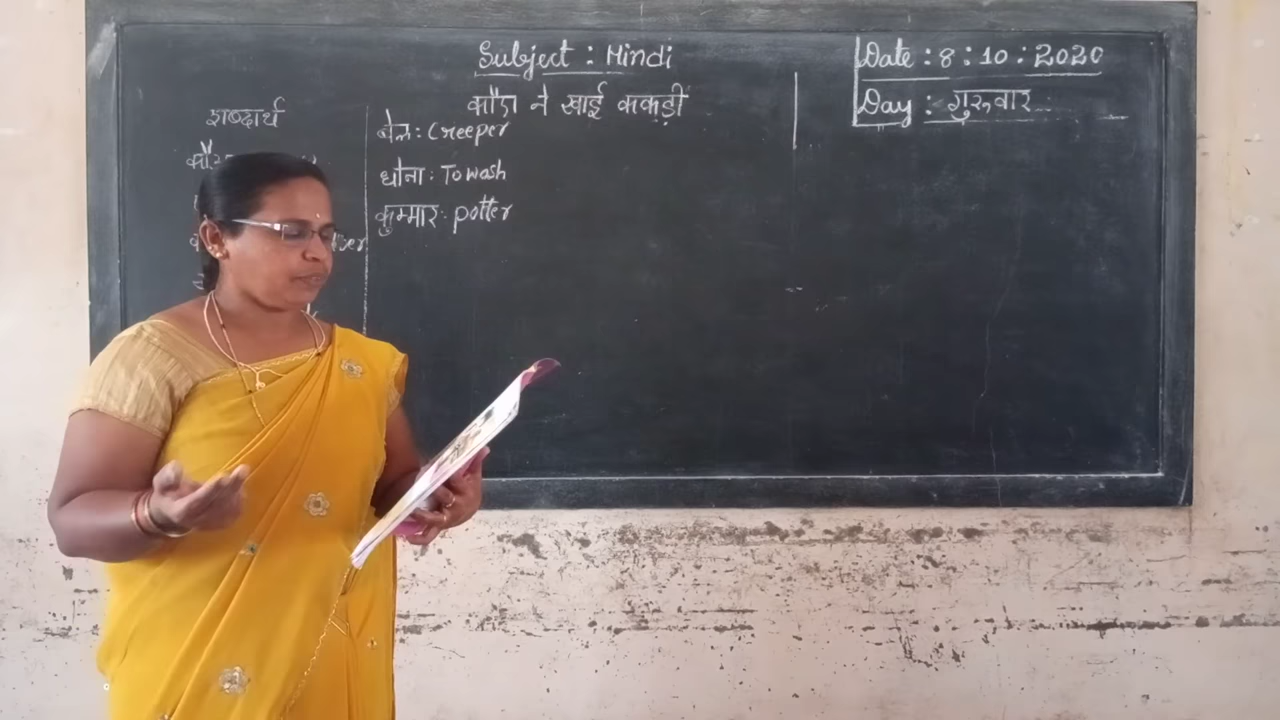 Subject : Hindi
कौए ने खाई ककड़ी
Date : 8 : 10 : 2020
Day : गुरुवार
शब्दार्थ
बेल : Creeper
धोना : To wash
कुम्मार : potter